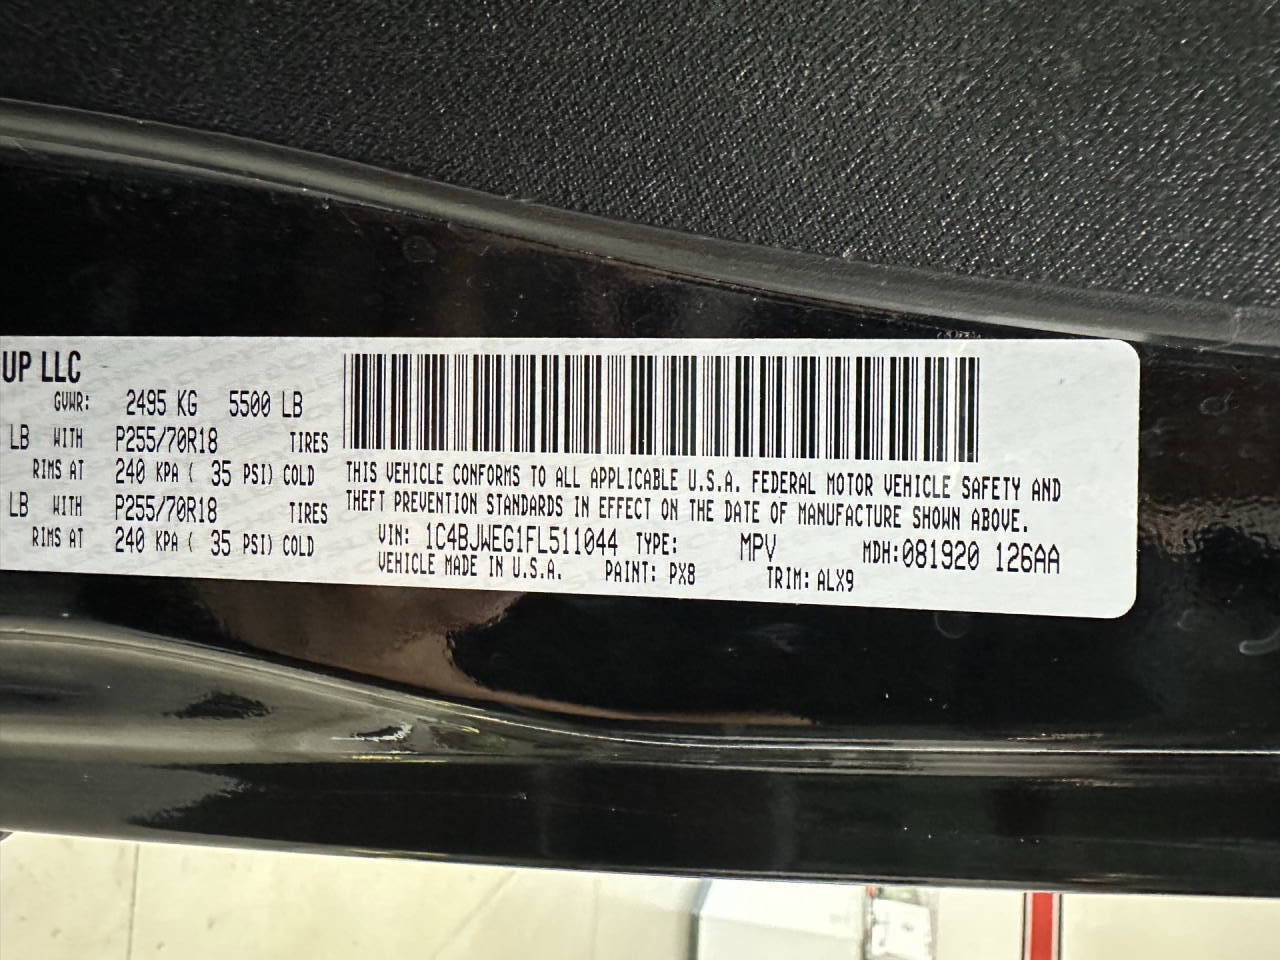 UP LLC
GVWR: 2495 KG 5500 LB
LB WITH P255/70R18 TIRES
RIMS AT 240 KPA ( 35 PSI) COLD
LB WITH P255/70R18 TIRES
RIMS AT 240 KPA ( 35 PSI) COLD
THIS VEHICLE CONFORMS TO ALL APPLICABLE U.S.A. FEDERAL MOTOR VEHICLE SAFETY AND
THEFT PREVENTION STANDARDS IN EFFECT ON THE DATE OF MANUFACTURE SHOWN ABOVE.
VIN: 1C4BJWEG1FL511044 TYPE: MPV MDH:081920 126AA
VEHICLE MADE IN U.S.A. PAINT: PX8 TRIM: ALX9